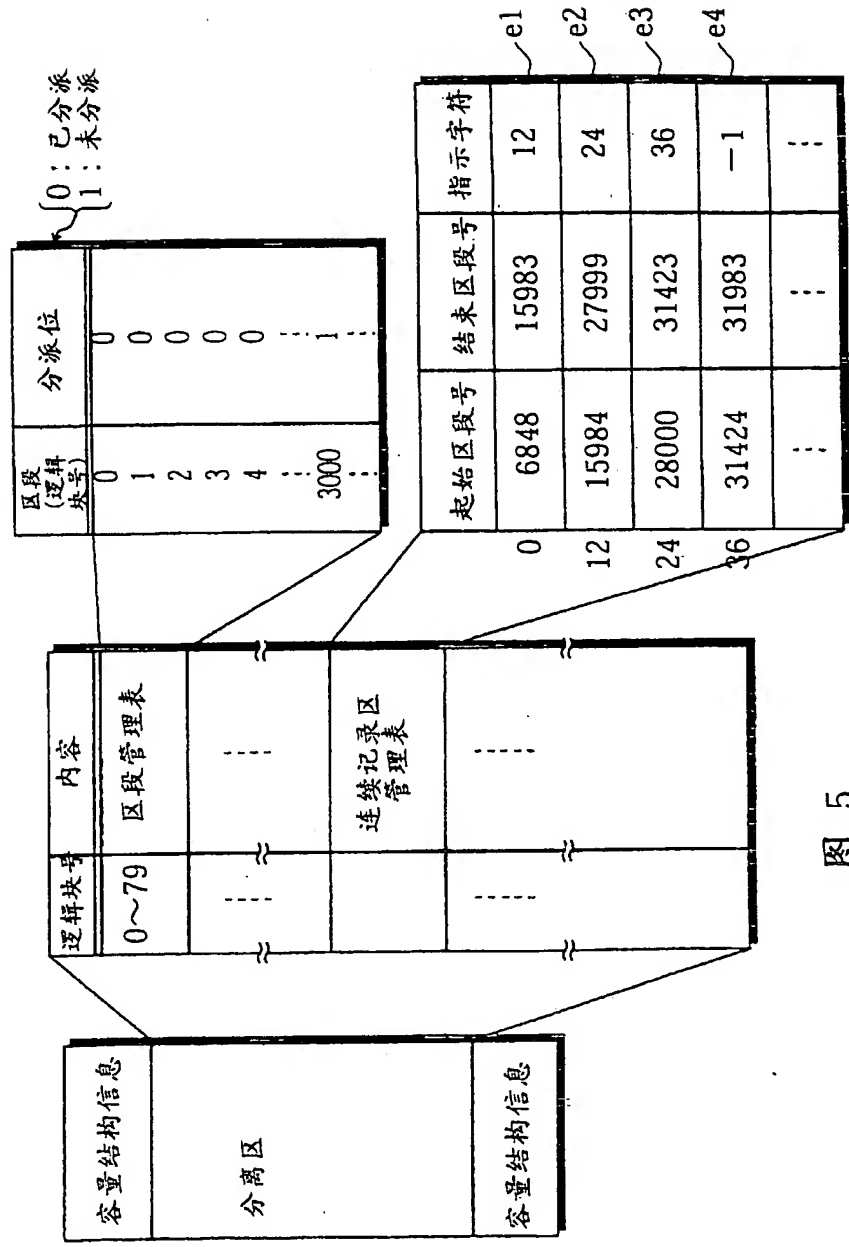 容量结构信息
分离区
容量结构信息
逻辑块号 内容
0～79 区段管理表
…… ……
连续记录区
管理表
…… ……
区段
(逻辑
块号) 分派位
0 0
1 0
2 0
3 0
4 0
… …
3000 1
… …
0：已分派
1：未分派
起始区段号 结束区段号 指示字符
0 6848 15983 12 e1
12 15984 27999 24 e2
24 28000 31423 36 e3
36 31424 31983 －1 e4
… … …
图 5